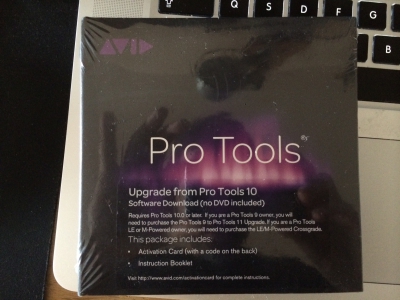 AVID
Pro Tools®
Upgrade from Pro Tools 10
Software Download (no DVD included)
Requires Pro Tools 10.0 or later. If you are a Pro Tools 9 owner, you will
need to purchase the Pro Tools 9 to Pro Tools 11 Upgrade. If you are a Pro Tools
LE or M-Powered owner, you will need to purchase the LE/M-Powered Crossgrade.
This package includes:
• Activation Card (with a code on the back)
• Instruction Booklet
Visit http://www.avid.com/activationcard for complete instructions.